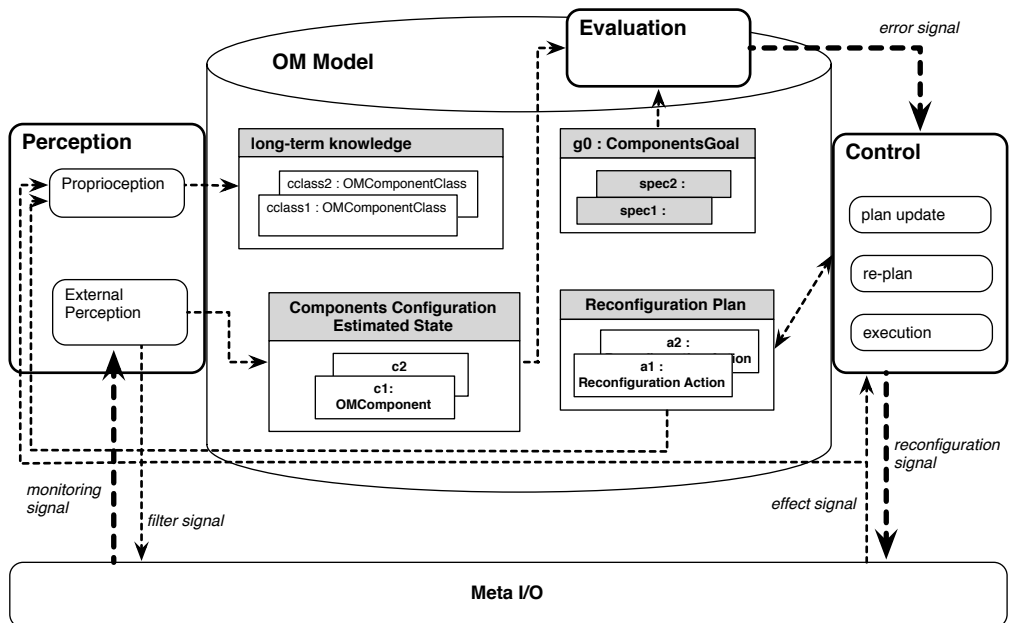 Evaluation
error signal
OM Model
Perception
long-term knowledge
g0 : ComponentsGoal
Control
Proprioception
cclass2 : OMComponentClass
cclass1 : OMComponentClass
spec2 :
spec1 :
plan update
re-plan
execution
External
Perception
Components Configuration
Estimated State
Reconfiguration Plan
c2
c1:
OMComponent
a2 :
a1 :
Reconfiguration Action
reconfiguration
signal
monitoring
signal
filter signal
effect signal
Meta I/O